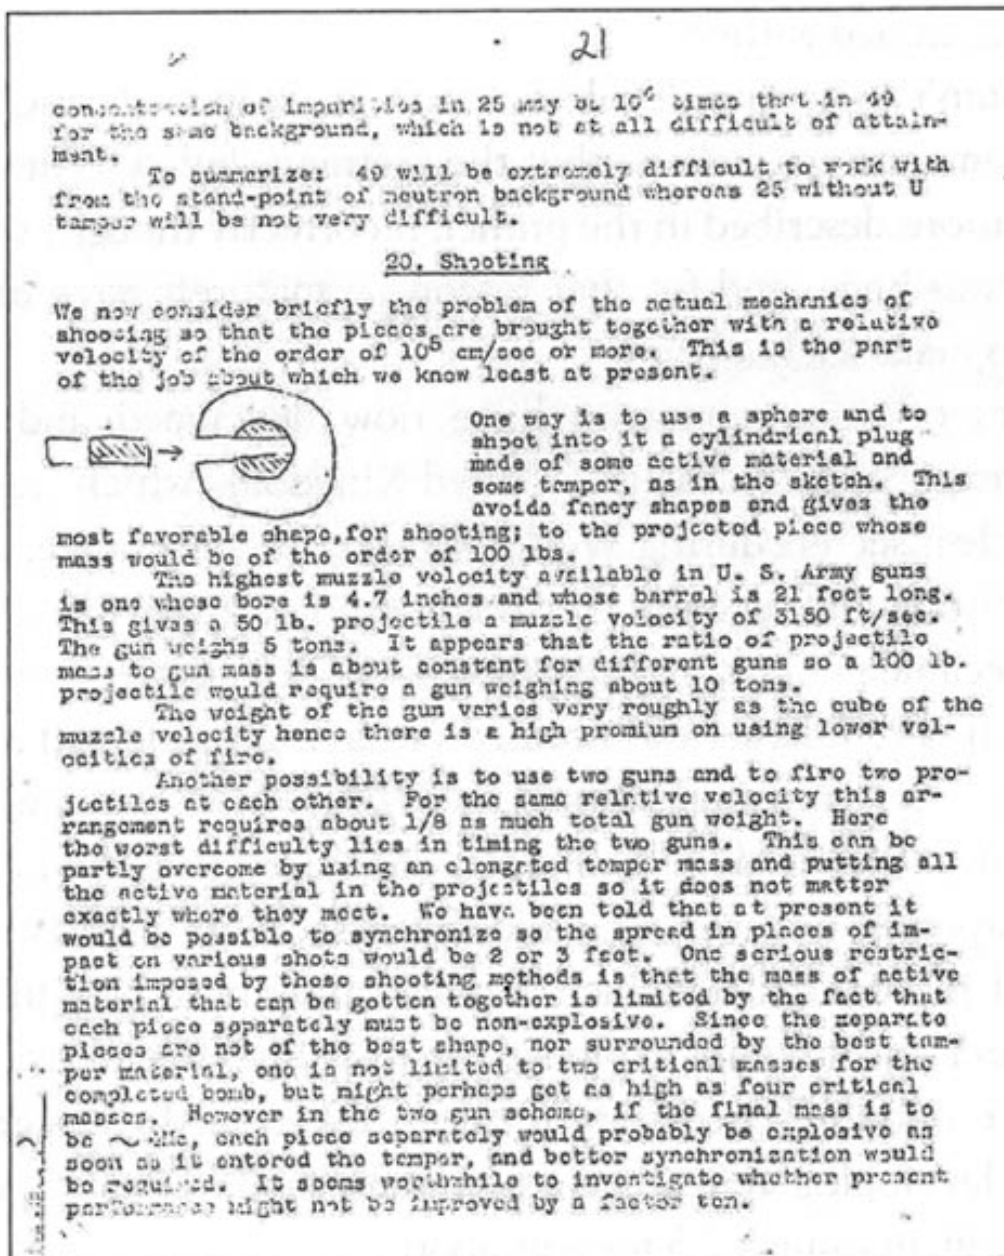 21
concentration of impurities in 25 may be 10⁶ times that in 49
for the same background, which is not at all difficult of attain-
ment.
To summarize: 49 will be extremely difficult to work with
from the stand-point of neutron background whereas 25 without U
tamper will be not very difficult.
20. Shooting
We now consider briefly the problem of the actual mechanics of
shooting so that the pieces are brought together with a relative
velocity of the order of 10⁵ cm/sec or more. This is the part
of the job about which we know least at present.
One way is to use a sphere and to
shoot into it a cylindrical plug
made of some active material and
some tamper, as in the sketch. This
avoids fancy shapes and gives the
most favorable shape, for shooting; to the projected piece whose
mass would be of the order of 100 lbs.
The highest muzzle velocity available in U. S. Army guns
is one whose bore is 4.7 inches and whose barrel is 21 feet long.
This gives a 50 lb. projectile a muzzle velocity of 3150 ft/sec.
The gun weighs 5 tons. It appears that the ratio of projectile
mass to gun mass is about constant for different guns so a 100 lb.
projectile would require a gun weighing about 10 tons.
The weight of the gun varies very roughly as the cube of the
muzzle velocity hence there is a high premium on using lower vel-
ocities of fire.
Another possibility is to use two guns and to fire two pro-
jectiles at each other. For the same relative velocity this ar-
rangement requires about 1/8 as much total gun weight. Here
the worst difficulty lies in timing the two guns. This can be
partly overcome by using an elongated tamper mass and putting all
the active material in the projectiles so it does not matter
exactly where they meet. We have been told that at present it
would be possible to synchronize so the spread in places of im-
pact on various shots would be 2 or 3 feet. One serious restric-
tion imposed by these shooting methods is that the mass of active
material that can be gotten together is limited by the fact that
each piece separately must be non-explosive. Since the separate
pieces are not of the best shape, nor surrounded by the best tam-
per material, one is not limited to two critical masses for the
completed bomb, but might perhaps get as high as four critical
masses. However in the two gun scheme, if the final mass is to
be ~ , each piece separately would probably be explosive as
soon as it entered the tamper, and better synchronization would
be required. It seems worthwhile to investigate whether present
performance might not be improved by a factor ten.